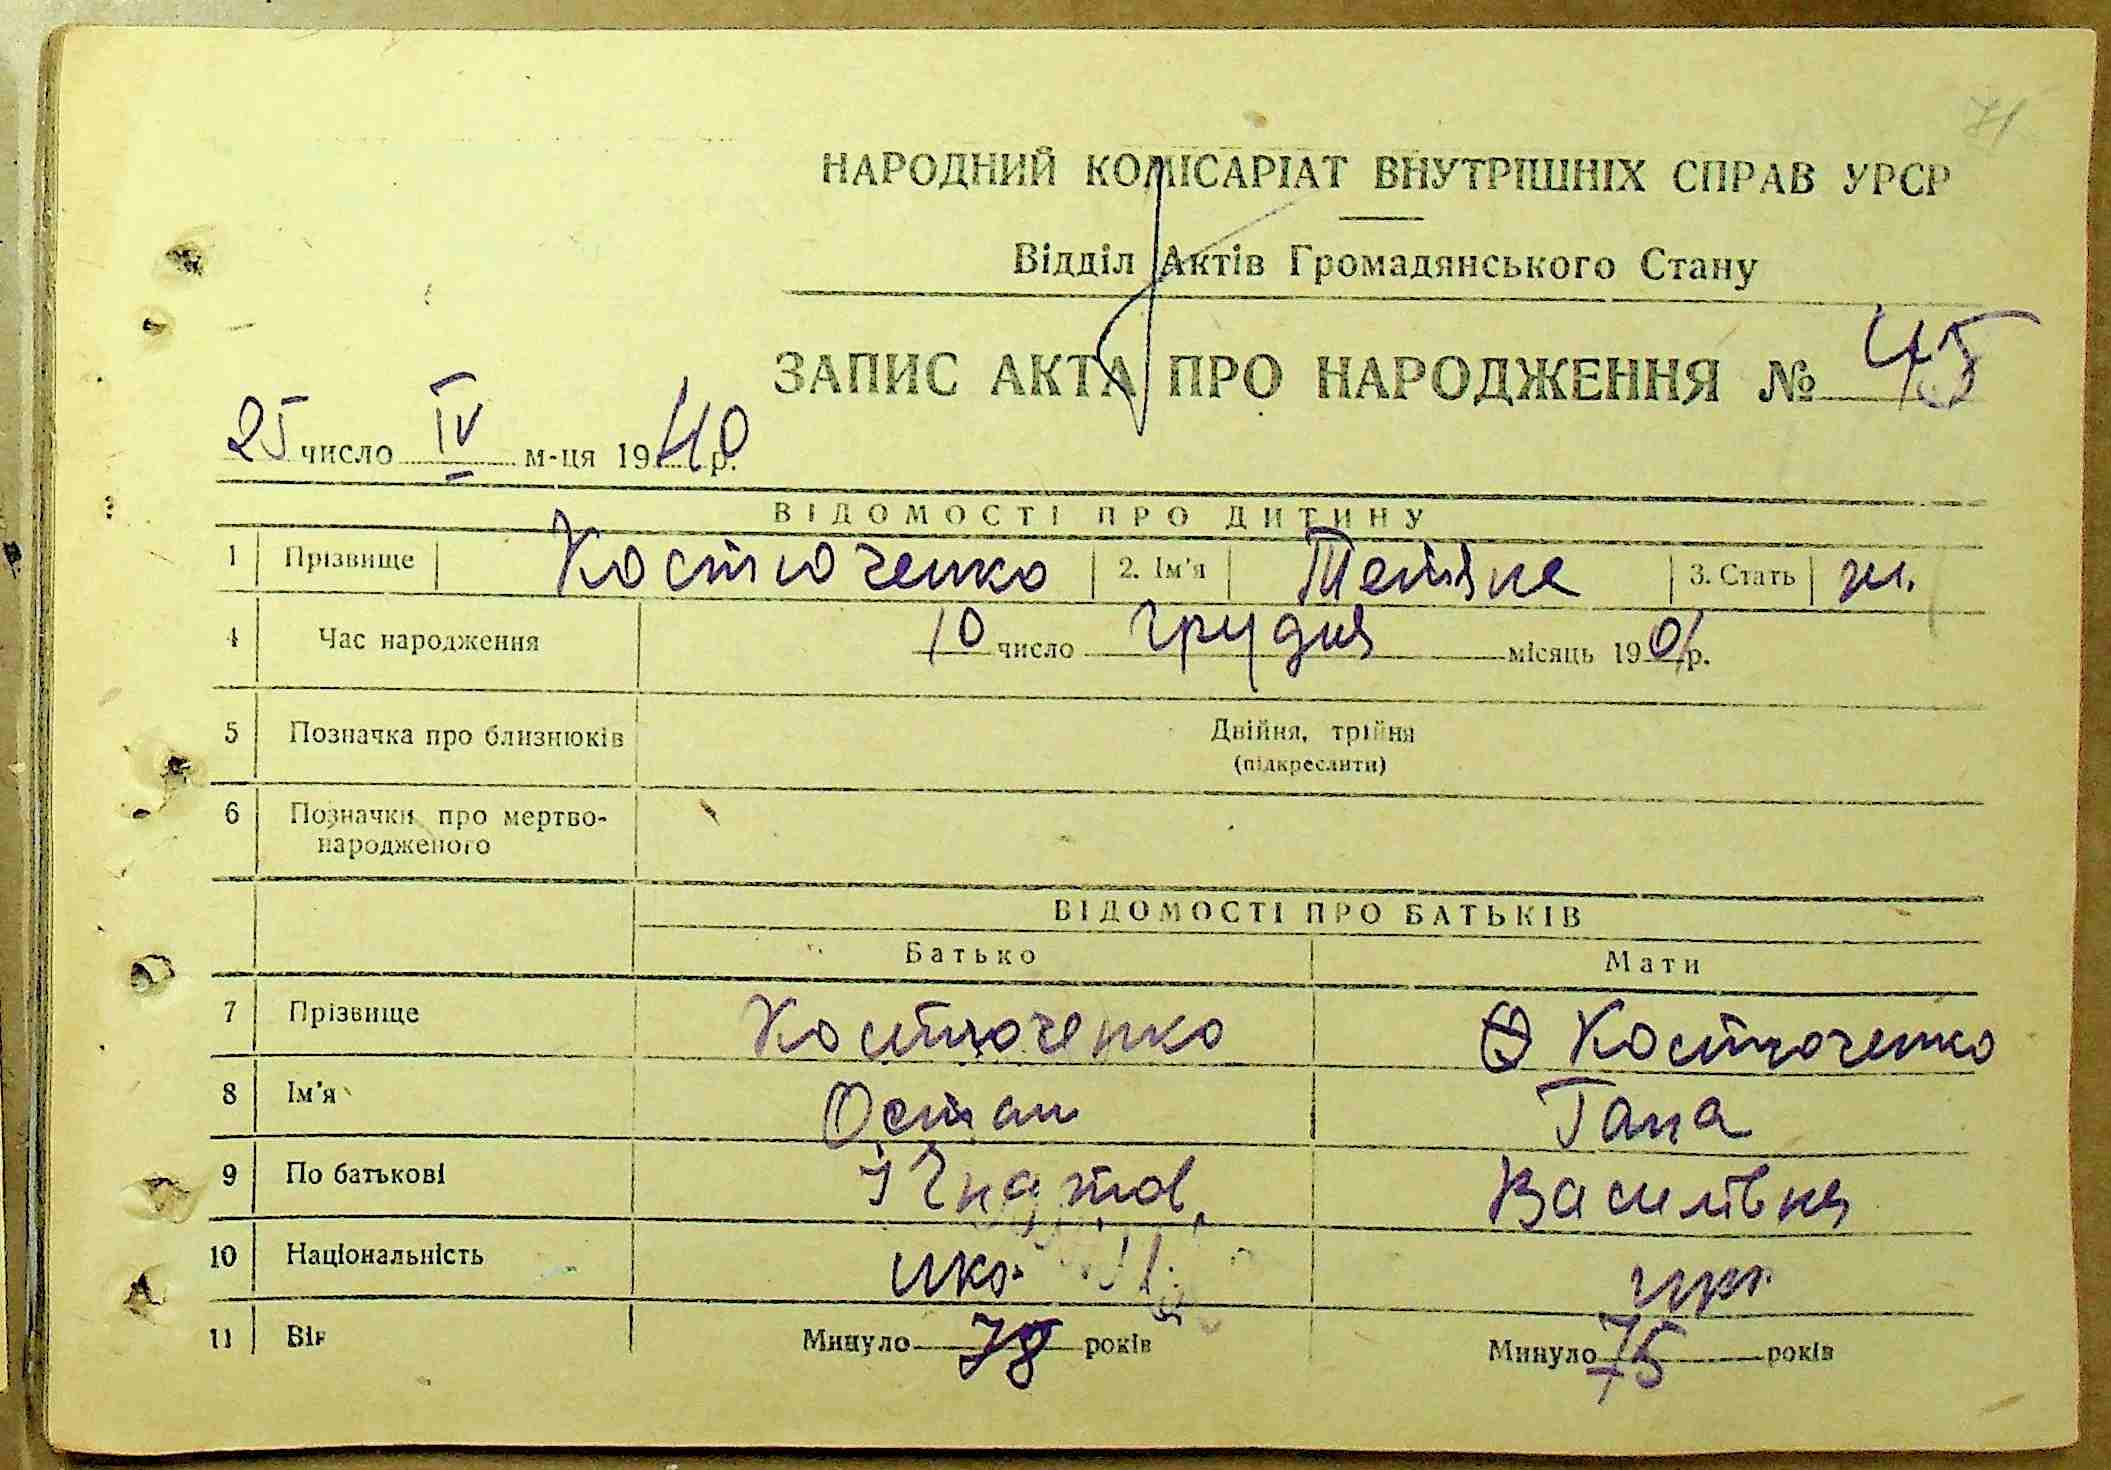 71
НАРОДНИЙ КОМІСАРІАТ ВНУТРІШНІХ СПРАВ УРСР
Відділ Актів Громадянського Стану
ЗАПИС АКТА ПРО НАРОДЖЕННЯ № 45
25 число IV м-ця 1940 р.
ВІДОМОСТІ ПРО ДИТИНУ
1 Прізвище Костюченко 2. Ім'я Тетяна 3. Стать ж.
4 Час народження 10 число грудня місяць 1901 р.
5 Позначка про близнюків Двійня, трійня
(підкреслити)
6 Позначки про мертво-
народженого
ВІДОМОСТІ ПРО БАТЬКІВ
Батько Мати
7 Прізвище Костюченко Костюченко
8 Ім'я Остап Гана
9 По батькові Ігнатов. Василівна
10 Національність укр. укр.
11 Вік Минуло 78 років Минуло 75 років